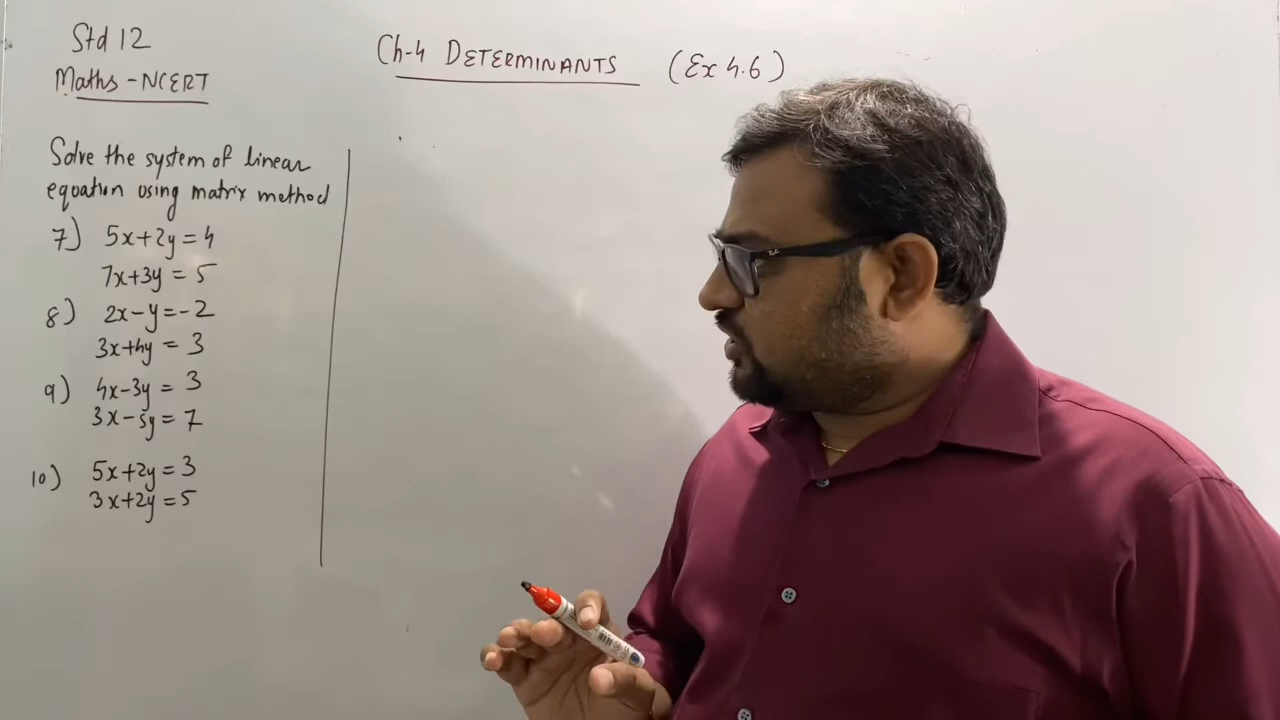 Std 12
Maths - NCERT
Ch-4 DETERMINANTS (Ex 4.6)
Solve the system of linear
equation using matrix method
7) 5x+2y=4
7x+3y = 5
8) 2x-y=-2
3x+4y = 3
9) 4x-3y = 3
3x-5y = 7
10) 5x+2y=3
3x+2y=5
Ray-Ban